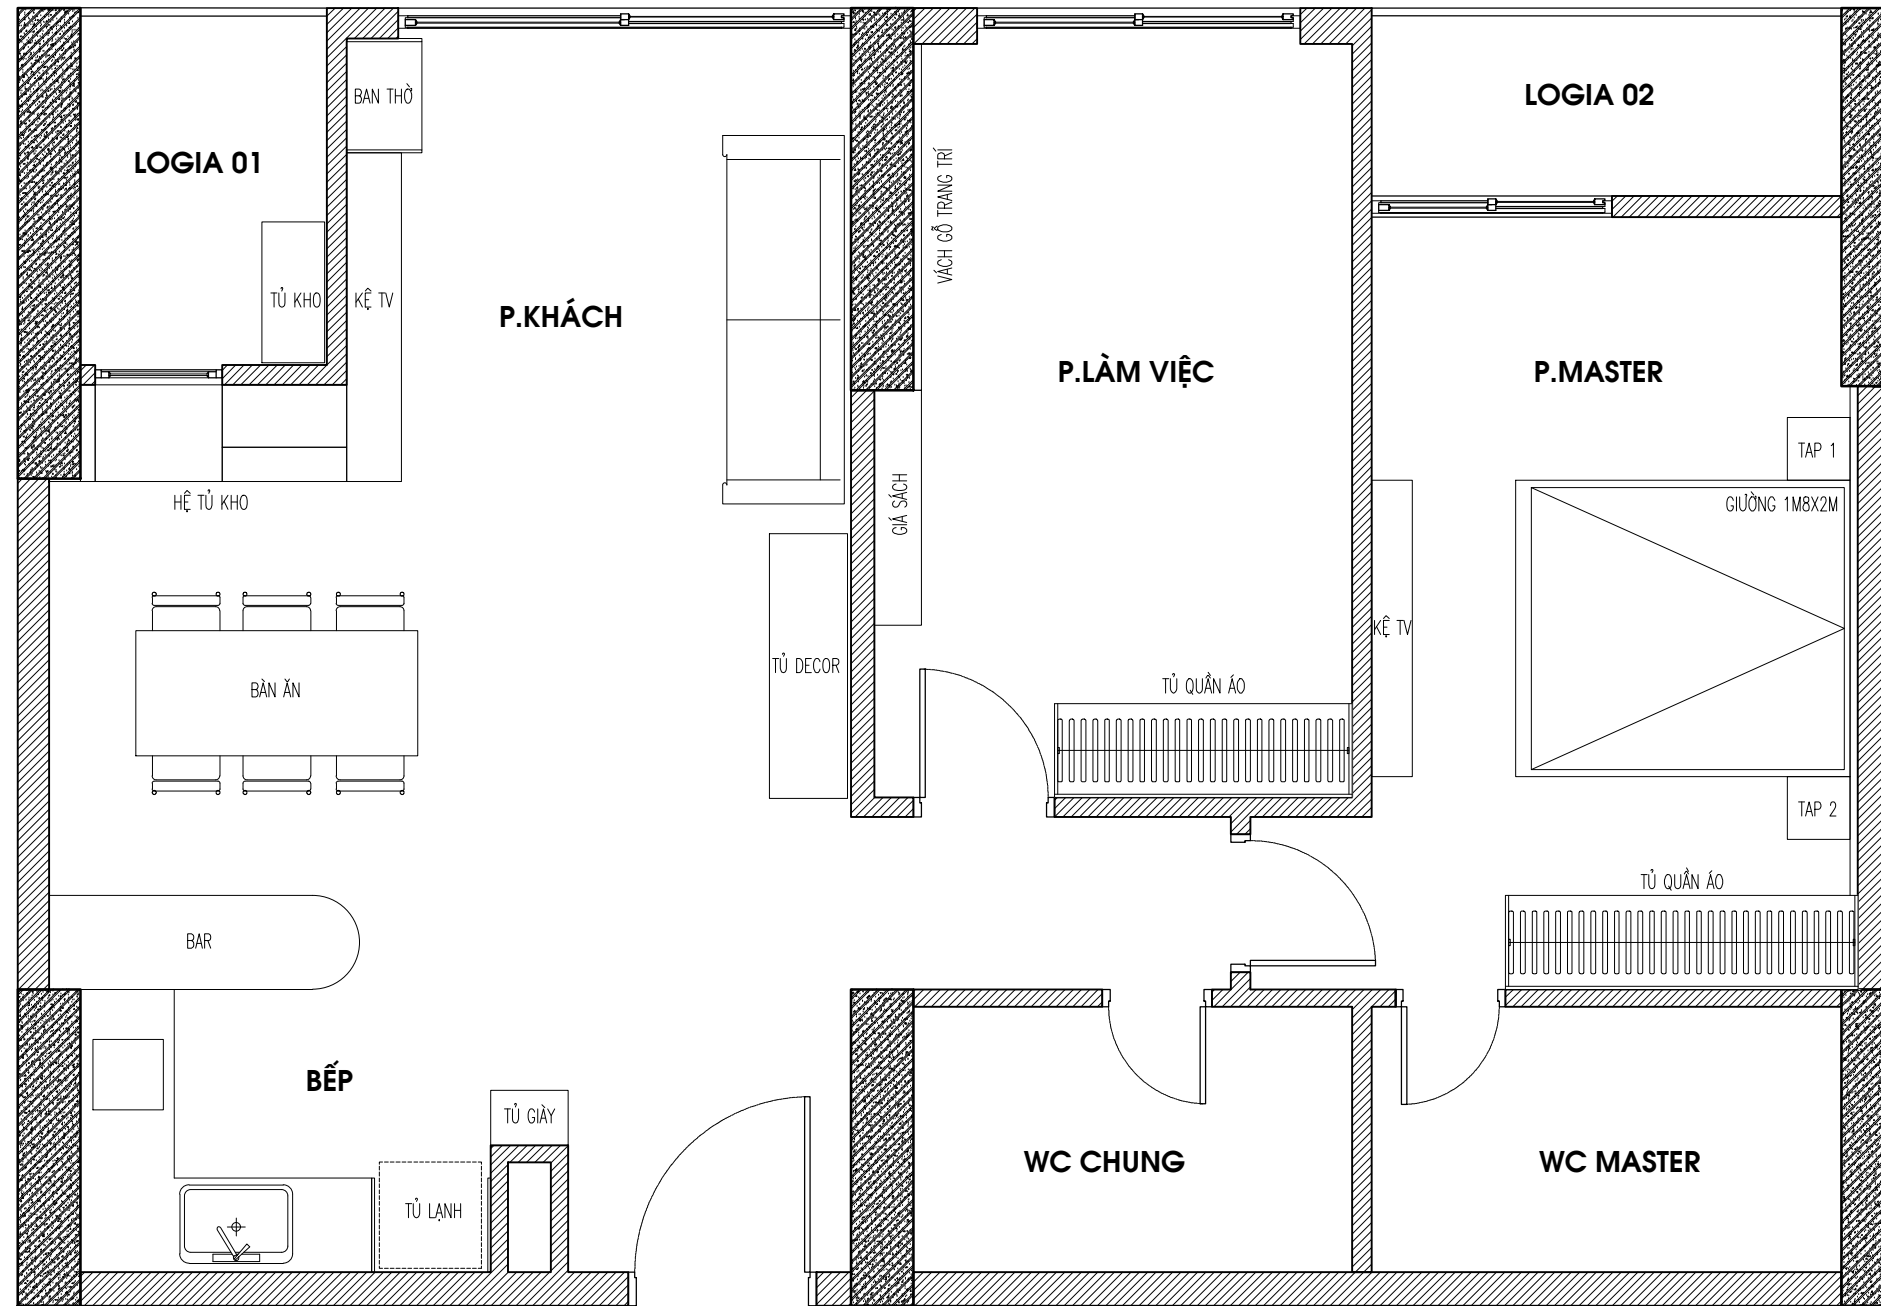 BAN THỜ
LOGIA 02
LOGIA 01
VÁCH GỖ TRANG TRÍ
TỦ KHO
KỆ TV
P.KHÁCH
P.LÀM VIỆC
P.MASTER
TAP 1
HỆ TỦ KHO
GIÁ SÁCH
GIƯỜNG 1M8X2M
KỆ TV
TỦ DECOR
BÀN ĂN
TỦ QUẦN ÁO
TAP 2
TỦ QUẦN ÁO
BAR
BẾP
TỦ GIÀY
WC CHUNG
WC MASTER
TỦ LẠNH